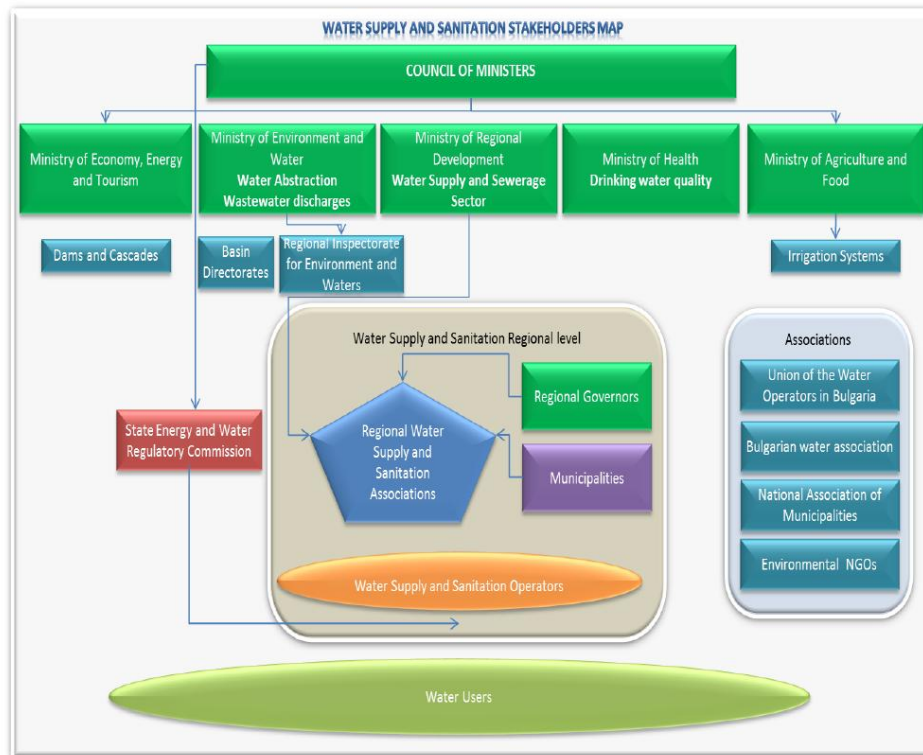 WATER SUPPLY AND SANITATION STAKEHOLDERS MAP
COUNCIL OF MINISTERS
Ministry of Economy, Energy
and Tourism
Ministry of Environment and
Water
Water Abstraction
Wastewater discharges
Ministry of Regional
Development
Water Supply and Sewerage
Sector
Ministry of Health
Drinking water quality
Ministry of Agriculture and
Food
Dams and Cascades
Basin
Directorates
Regional Inspectorate
for Environment and
Waters
Irrigation Systems
Water Supply and Sanitation Regional level
Regional Water
Supply and
Sanitation
Associations
Regional Governors
Municipalities
State Energy and Water
Regulatory Commission
Water Supply and Sanitation Operators
Associations
Union of the Water
Operators in Bulgaria
Bulgarian water association
National Association of
Municipalities
Environmental NGOs
Water Users